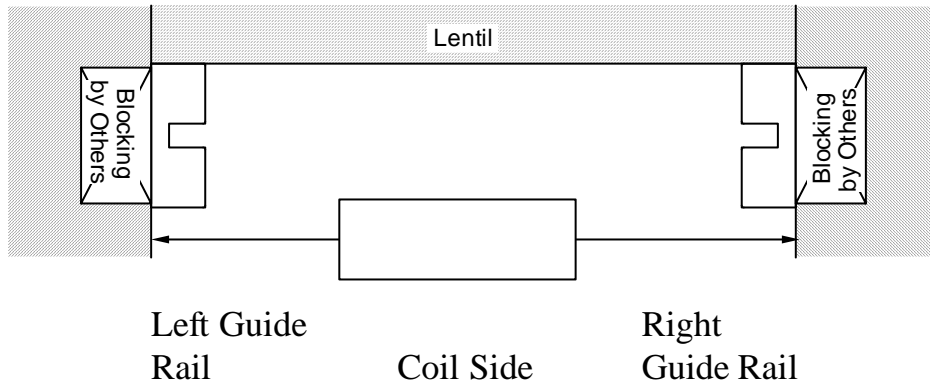 Lentil
Blocking
by Others
Blocking
by Others
Left Guide
Rail
Coil Side
Right
Guide Rail